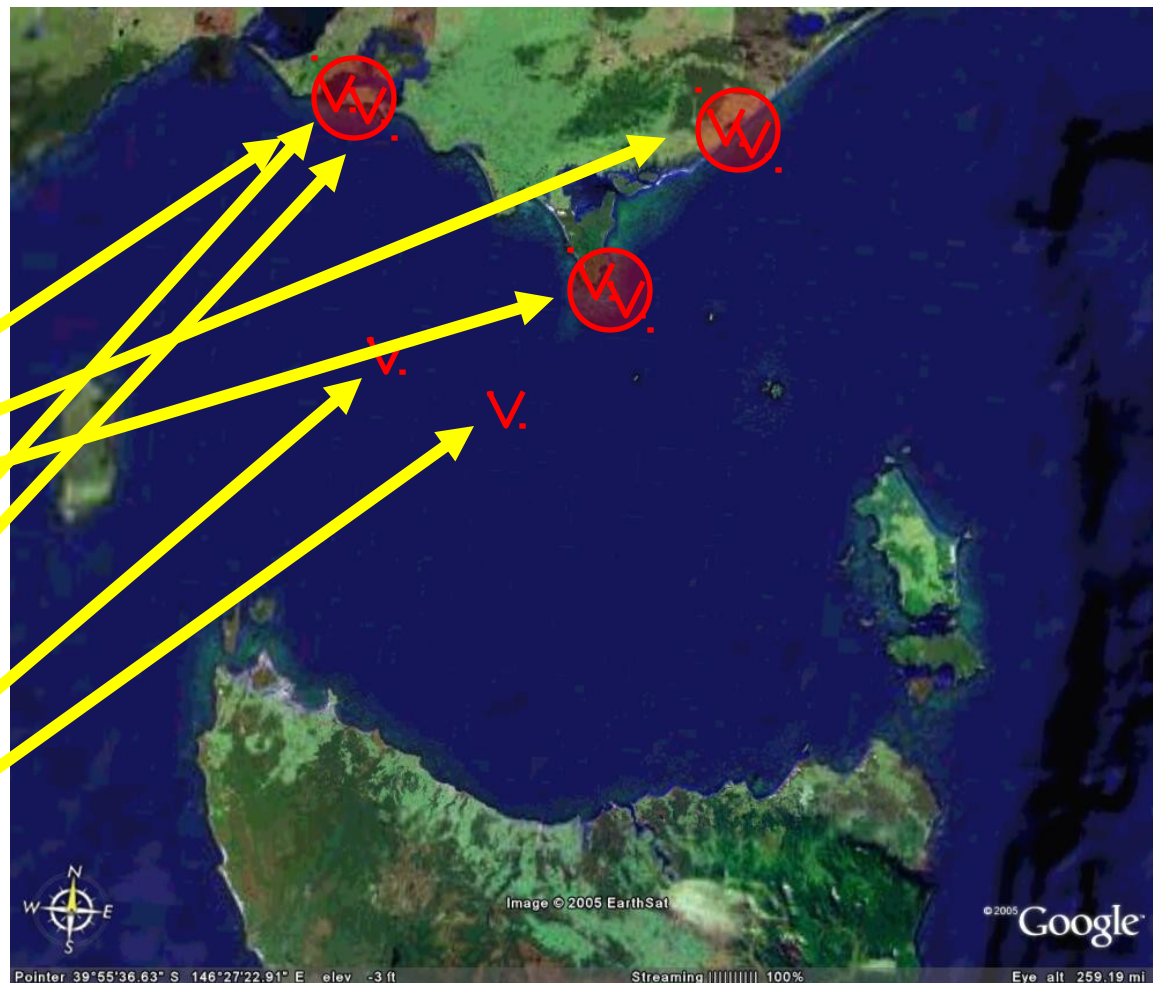 V V
V V
V V
V
V
N
W E
S
Image © 2005 EarthSat
© 2005 Google™
Pointer 39°55'36.63" S 146°27'22.91" E elev -3 ft Streaming |||||||||| 100% Eye alt 259.19 mi